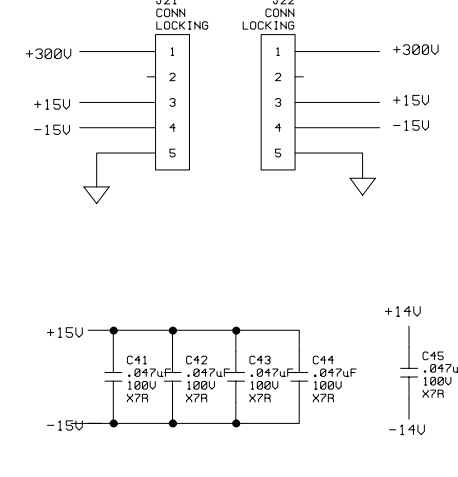 J21
CONN
LOCKING
J22
CONN
LOCKING
+300V
1
2
+15V
3
-15V
4
5
1
+300V
2
3
+15V
4
-15V
5
+15V
-15V
C41
.047uF
100V
X7R
C42
.047uF
100V
X7R
C43
.047uF
100V
X7R
C44
.047uF
100V
X7R
+14V
C45
.047u
100V
X7R
-14V